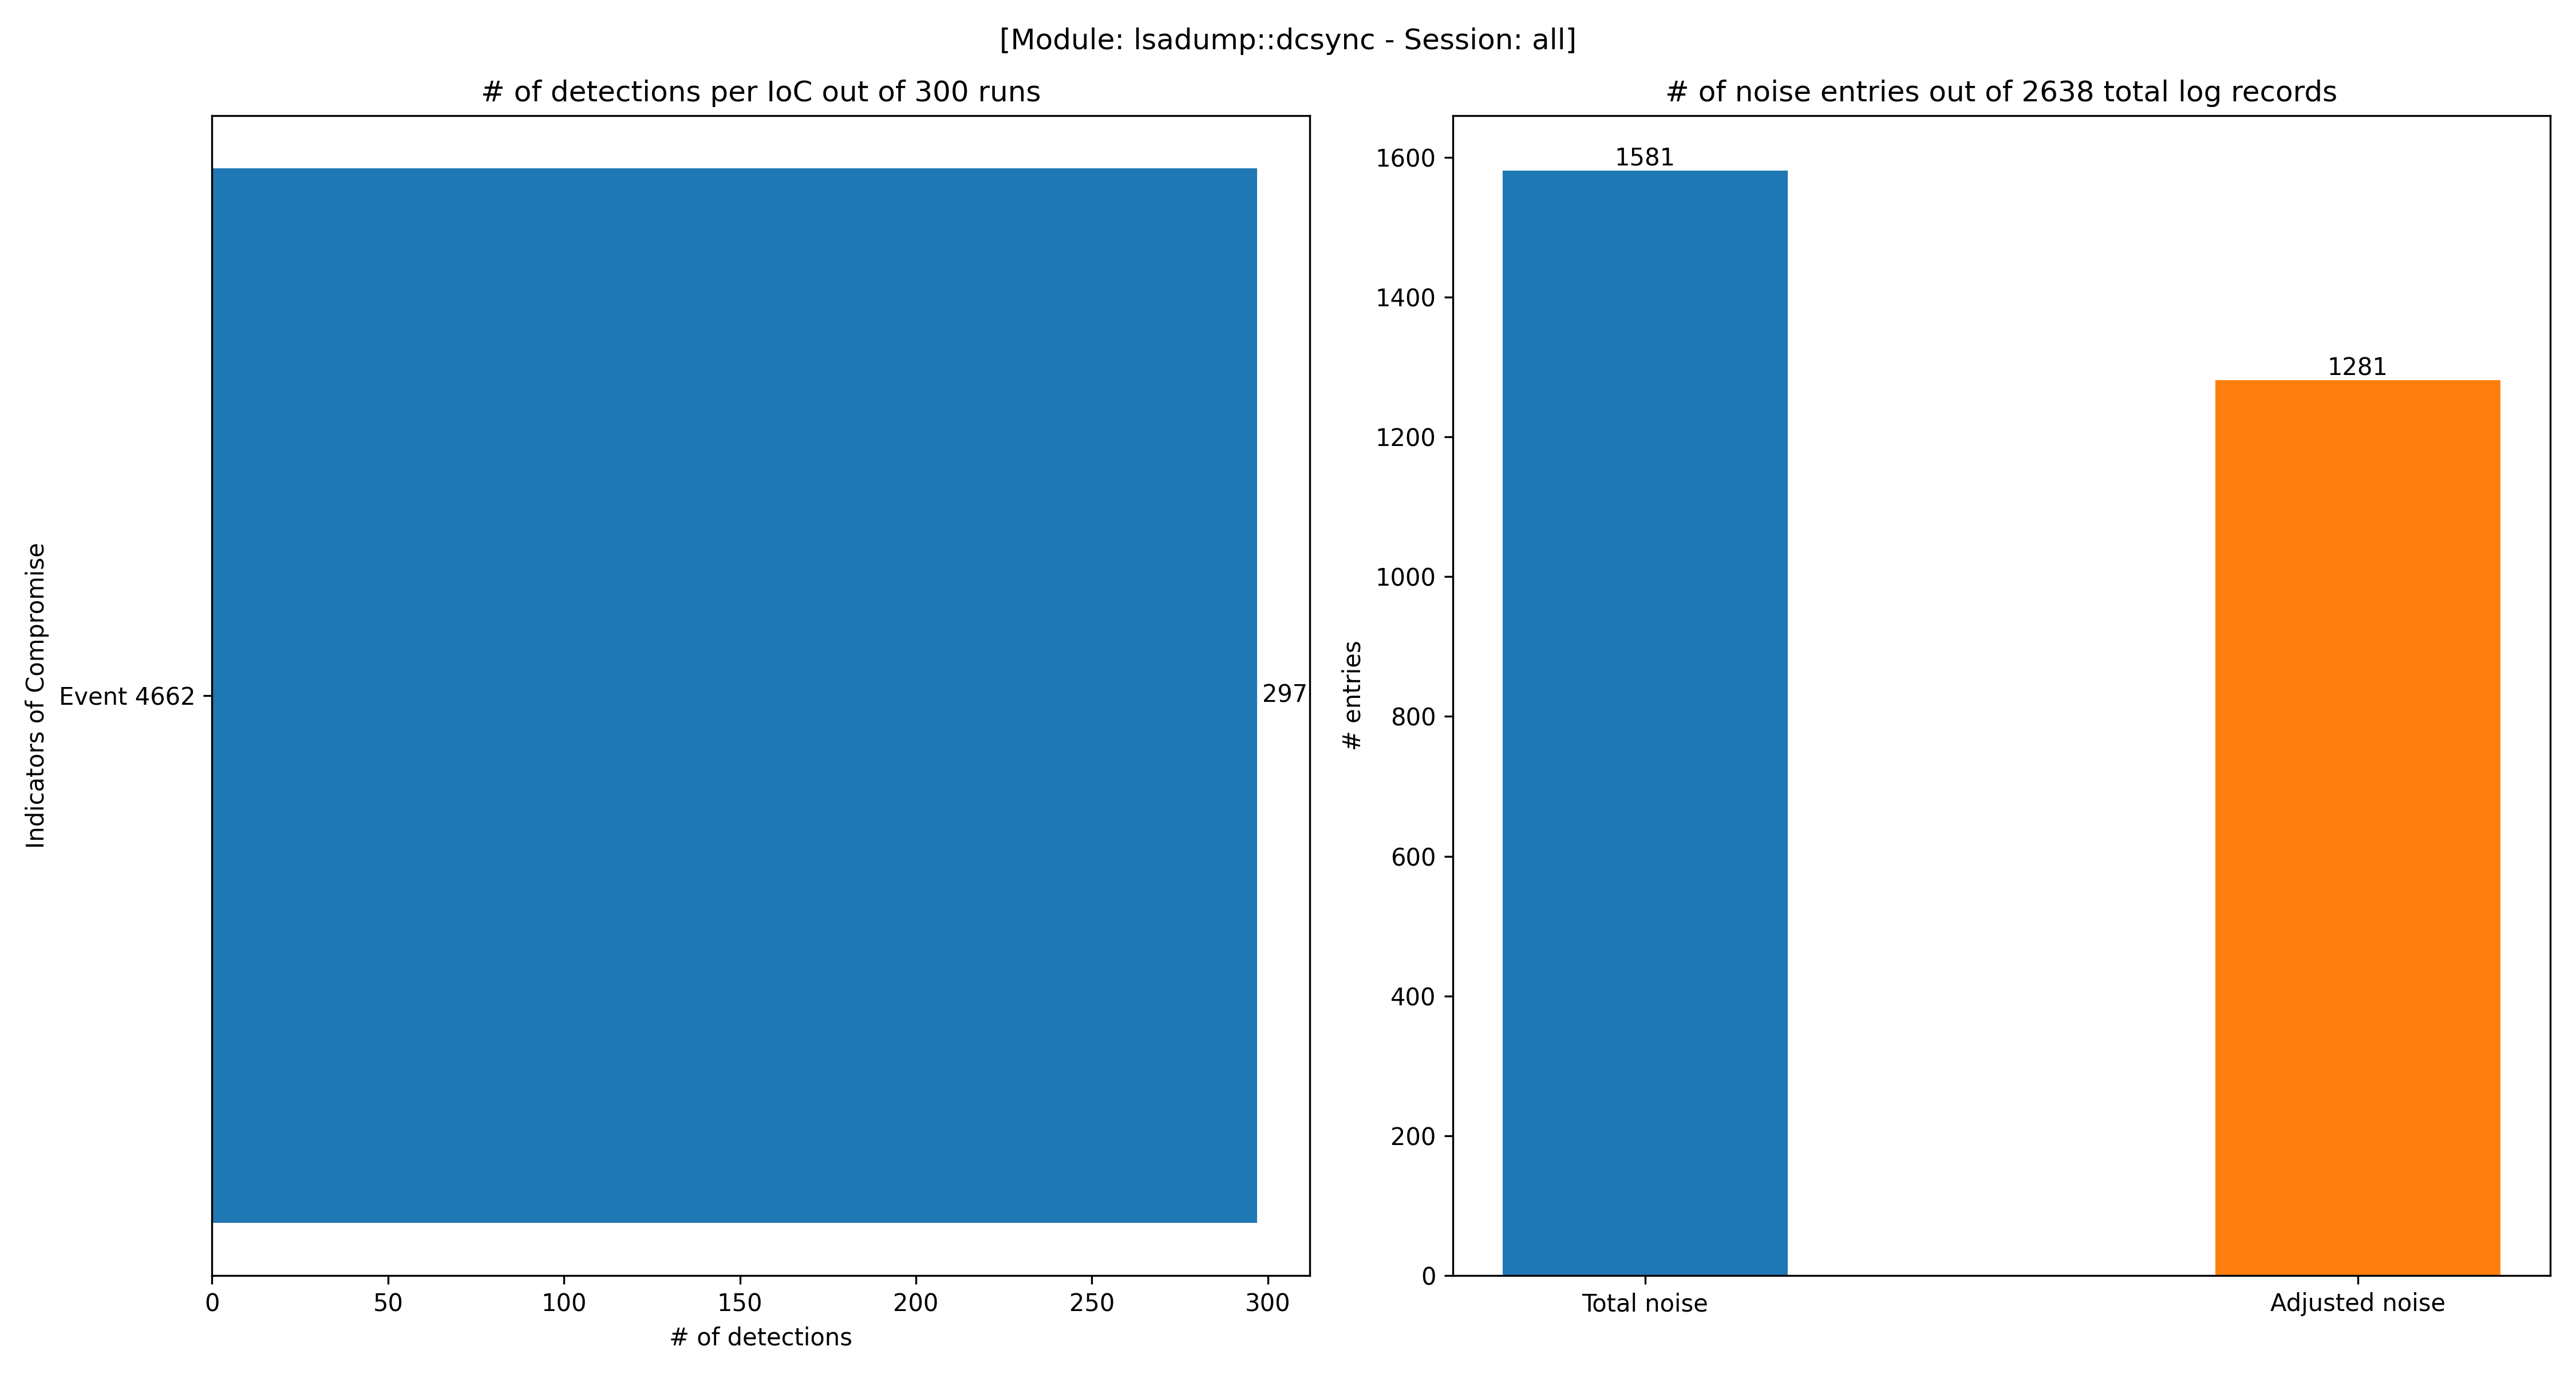 [Module: lsadump::dcsync - Session: all]
# of detections per IoC out of 300 runs
Indicators of Compromise
Event 4662
297
0 50 100 150 200 250 300
# of detections
# of noise entries out of 2638 total log records
# entries
1600
1400
1200
1000
800
600
400
200
0
1581
1281
Total noise Adjusted noise